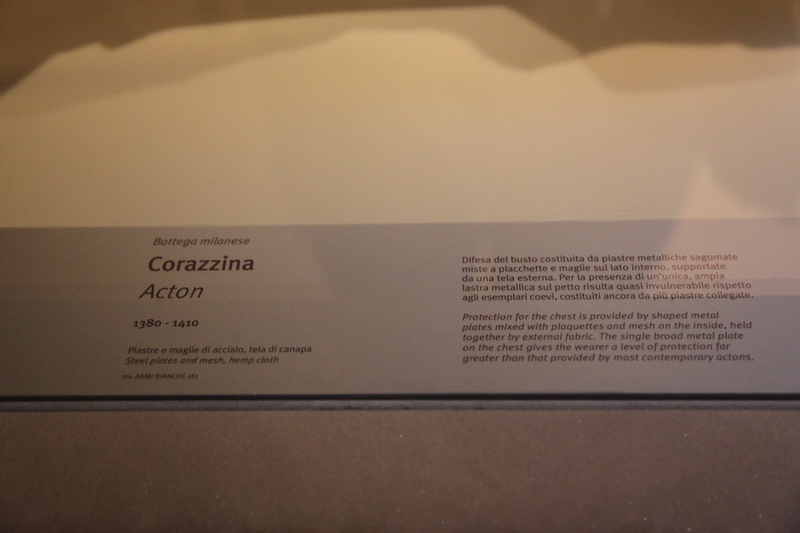 Bottega milanese
Corazzina
Acton
1380 - 1410
Piastre e maglie di acciaio, tela di canapa
Steel plates and mesh, hemp cloth
Inv. ARMI BIANCHE 161
Difesa del busto costituita da piastre metalliche sagomate
miste a placchette e maglie sul lato interno, supportate
da una tela esterna. Per la presenza di un'unica, ampia
lastra metallica sul petto risulta quasi invulnerabile rispetto
agli esemplari coevi, costituiti ancora da più piastre collegate.
Protection for the chest is provided by shaped metal
plates mixed with plaquettes and mesh on the inside, held
together by external fabric. The single broad metal plate
on the chest gives the wearer a level of protection far
greater than that provided by most contemporary actons.